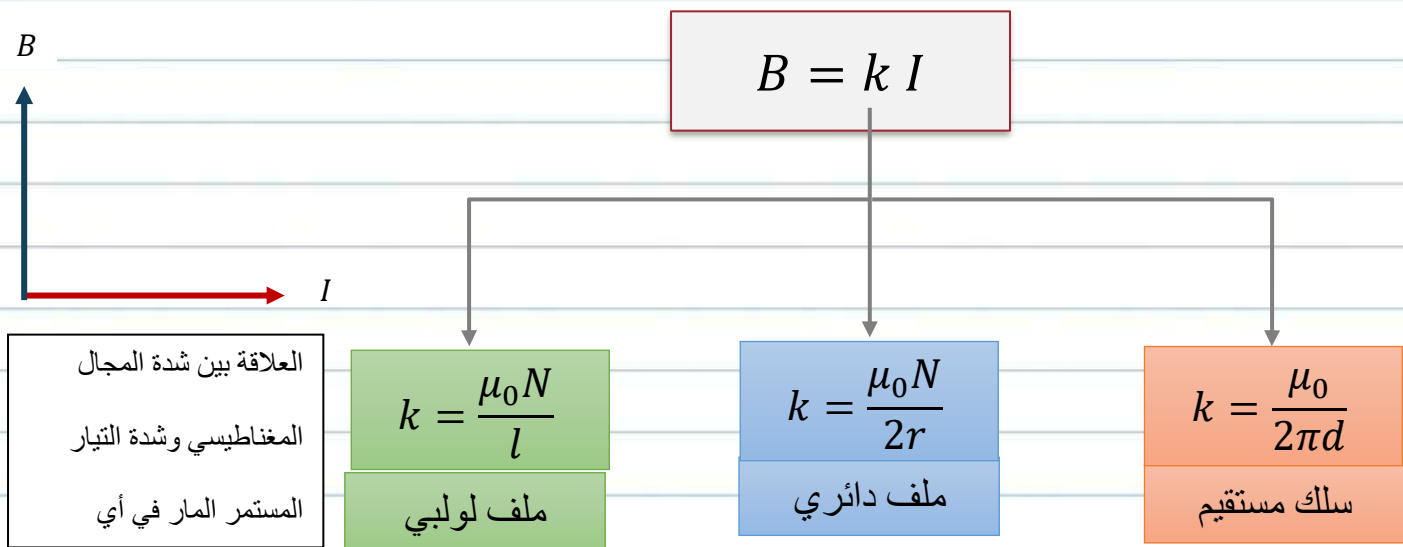 B
B = k I
I
العلاقة بين شدة المجال
المغناطيسي وشدة التيار
المستمر المار في أي
k = μ₀N / l
ملف لولبي
k = μ₀N / 2r
ملف دائري
k = μ₀ / 2πd
سلك مستقيم